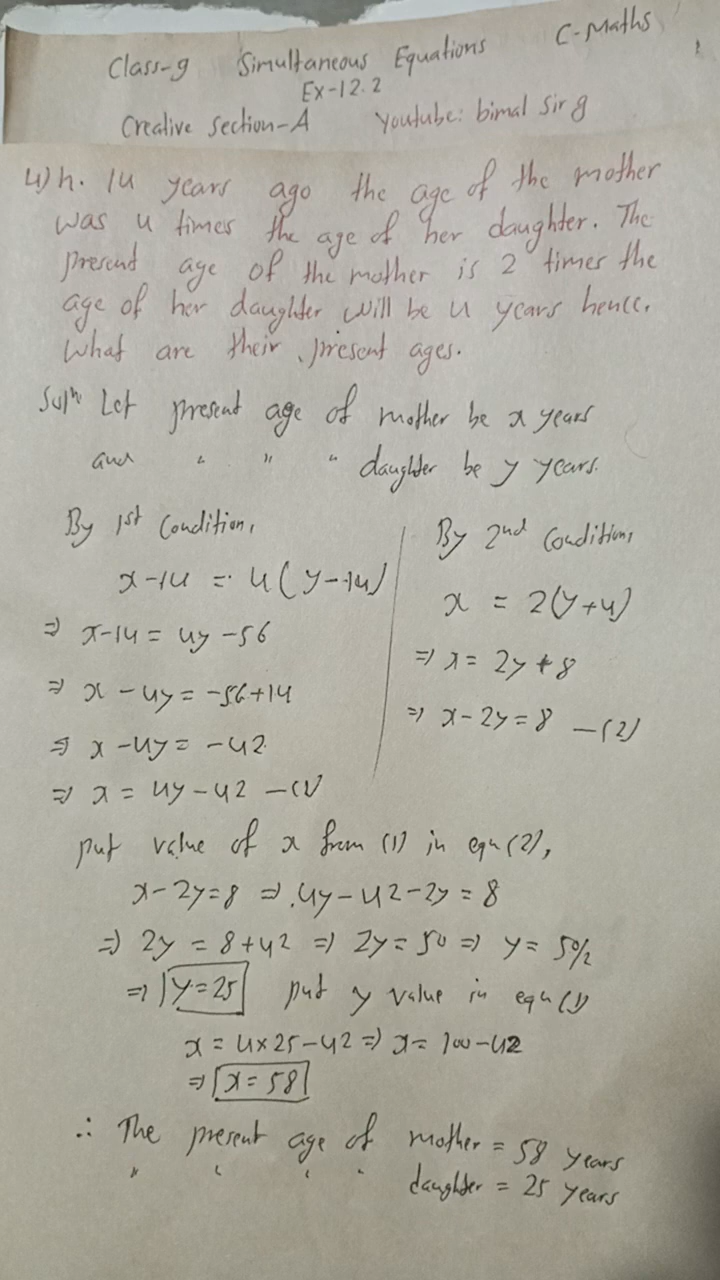 Class-9 Simultaneous Equations C-Maths
Ex-12.2
Creative Section-A Youtube: bimal sir g
4) h. 14 years ago the age of the mother
was 4 times the age of her daughter. The
present age of the mother is 2 times the
age of her daughter will be 4 years hence.
What are their present ages.
Solⁿ Let present age of mother be x years
and " " " daughter be y years.
By 1st Condition,
x-14 = 4(y-14)
⇒ x-14 = 4y-56
⇒ x-4y = -56+14
⇒ x-4y = -42
⇒ x = 4y-42 —(1)
By 2nd Condition,
x = 2(y+4)
⇒ x = 2y+8
⇒ x-2y = 8 —(2)
put value of x from (1) in eqn (2),
x-2y=8 ⇒ 4y-42-2y = 8
⇒ 2y = 8+42 ⇒ 2y = 50 ⇒ y = 50/2
⇒ y=25 put y value in eqn (1)
x = 4×25-42 ⇒ x = 100-42
⇒ x = 58
∴ The present age of mother = 58 years
" " " " daughter = 25 years